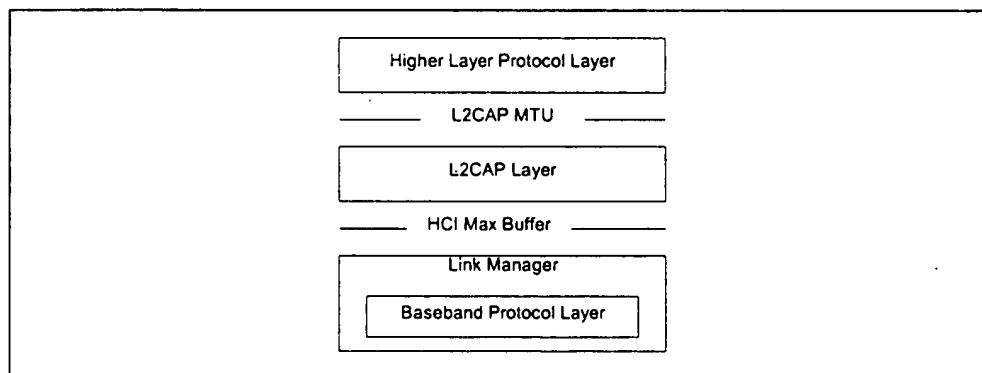 Higher Layer Protocol Layer
L2CAP MTU
L2CAP Layer
HCI Max Buffer
Link Manager
Baseband Protocol Layer